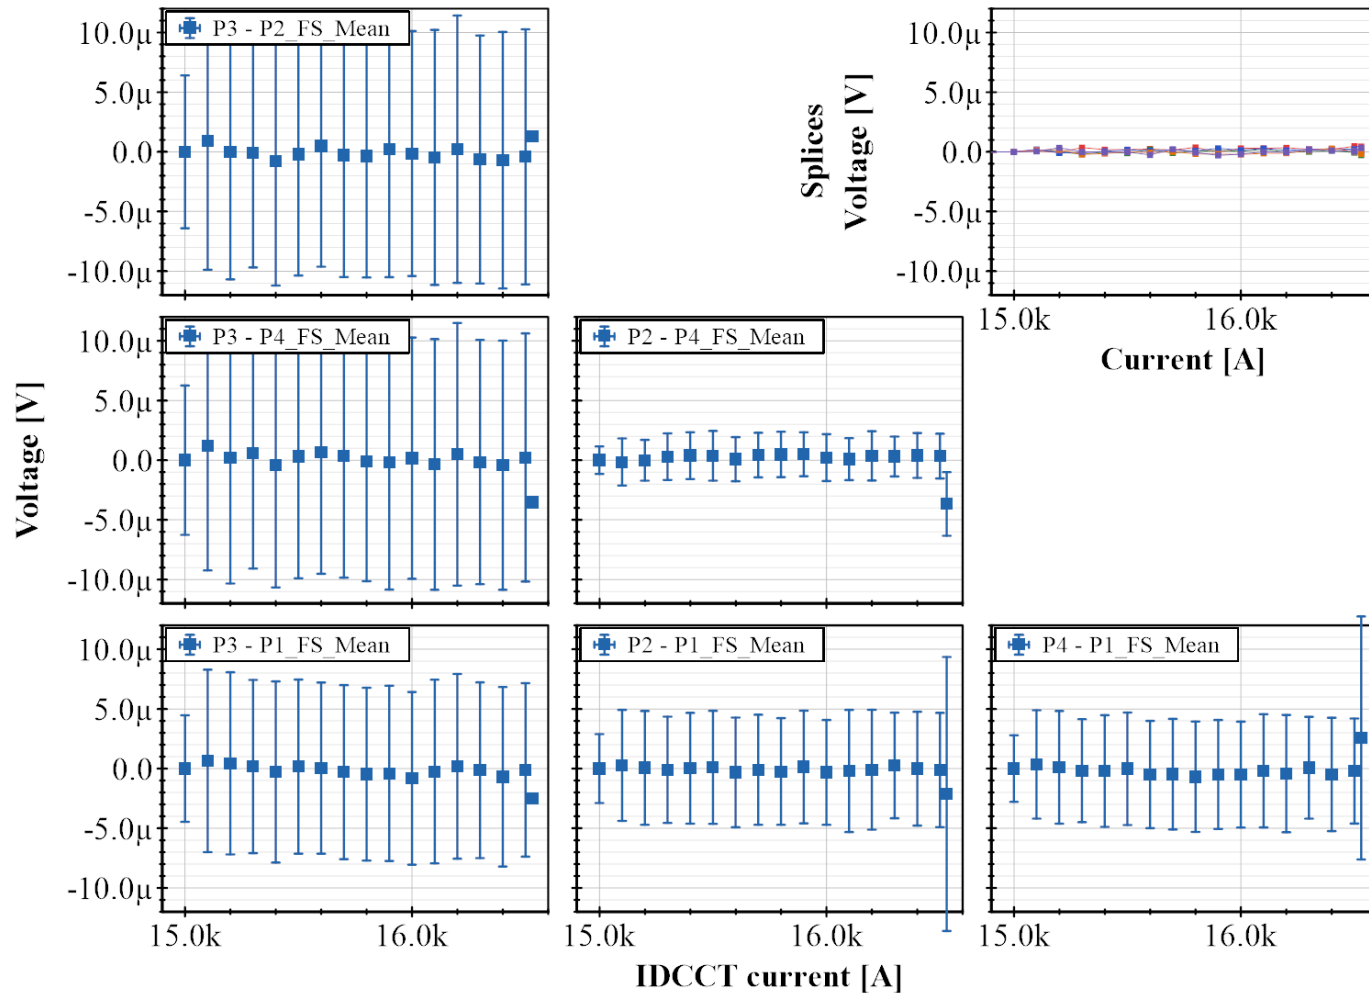 P3 - P2_FS_Mean
10.0µ
5.0µ
0.0
-5.0µ
-10.0µ
Splices
Voltage [V]
10.0µ
5.0µ
0.0
-5.0µ
-10.0µ
15.0k
16.0k
Current [A]
Voltage [V]
P3 - P4_FS_Mean
10.0µ
5.0µ
0.0
-5.0µ
-10.0µ
P2 - P4_FS_Mean
P3 - P1_FS_Mean
10.0µ
5.0µ
0.0
-5.0µ
-10.0µ
15.0k
16.0k
P2 - P1_FS_Mean
15.0k
16.0k
P4 - P1_FS_Mean
15.0k
16.0k
IDCCT current [A]